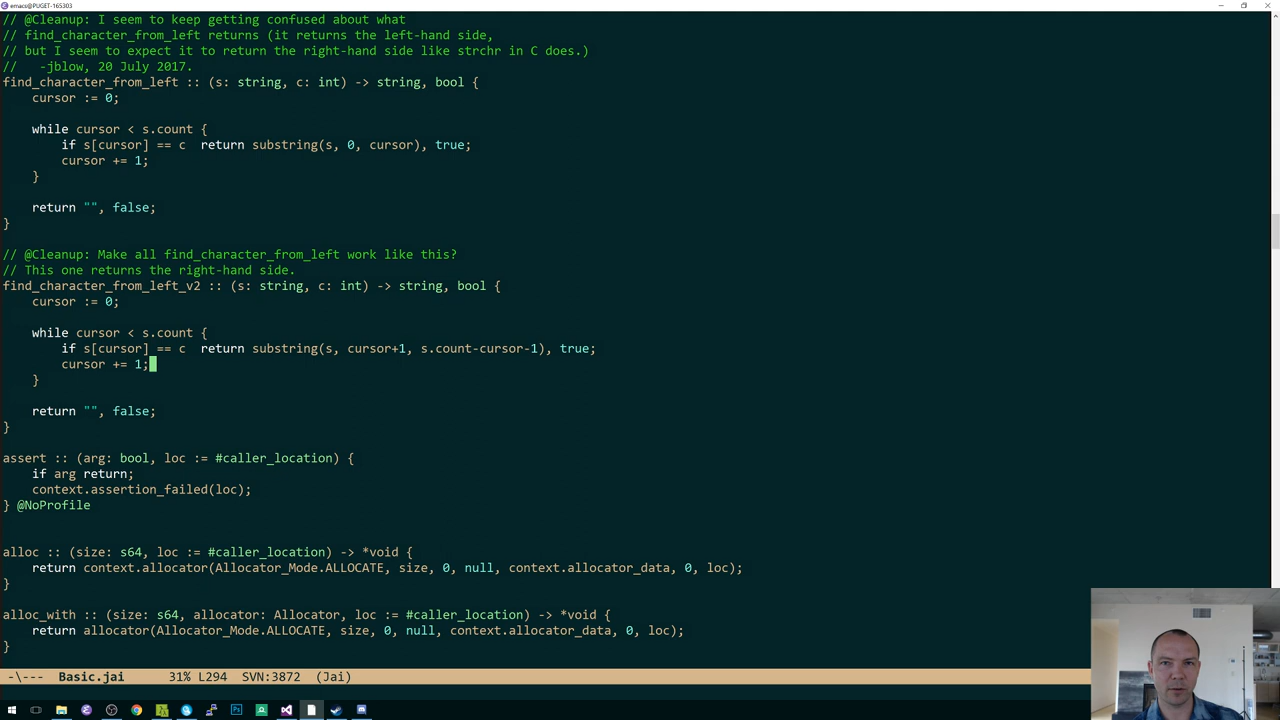 emacs@PUGET-165303
// @Cleanup: I seem to keep getting confused about what
// find_character_from_left returns (it returns the left-hand side,
// but I seem to expect it to return the right-hand side like strchr in C does.)
//   -jblow, 20 July 2017.
find_character_from_left :: (s: string, c: int) -> string, bool {
    cursor := 0;
    while cursor < s.count {
        if s[cursor] == c  return substring(s, 0, cursor), true;
        cursor += 1;
    }
    return "", false;
}
// @Cleanup: Make all find_character_from_left work like this?
// This one returns the right-hand side.
find_character_from_left_v2 :: (s: string, c: int) -> string, bool {
    cursor := 0;
    while cursor < s.count {
        if s[cursor] == c  return substring(s, cursor+1, s.count-cursor-1), true;
        cursor += 1;
    }
    return "", false;
}
assert :: (arg: bool, loc := #caller_location) {
    if arg return;
    context.assertion_failed(loc);
} @NoProfile
alloc :: (size: s64, loc := #caller_location) -> *void {
    return context.allocator(Allocator_Mode.ALLOCATE, size, 0, null, context.allocator_data, 0, loc);
}
alloc_with :: (size: s64, allocator: Allocator, loc := #caller_location) -> *void {
    return allocator(Allocator_Mode.ALLOCATE, size, 0, null, context.allocator_data, 0, loc);
}
-\--- Basic.jai 31% L294 SVN:3872 (Jai)